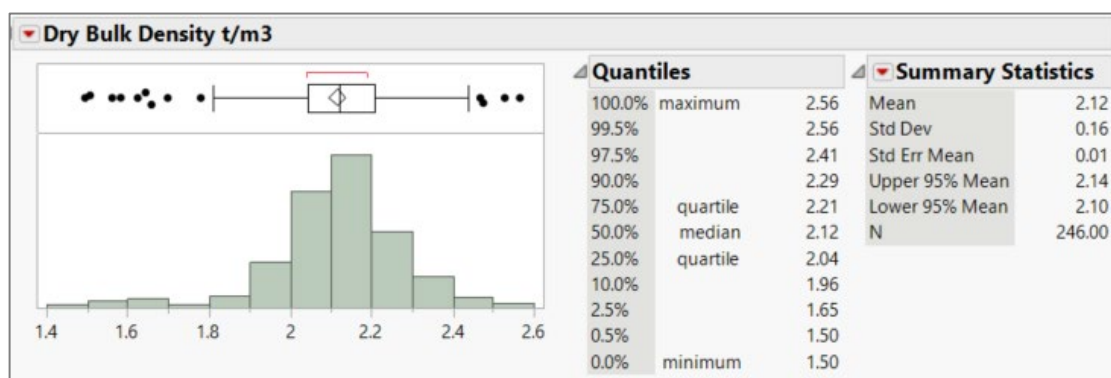 Dry Bulk Density t/m3
1.4 1.6 1.8 2 2.2 2.4 2.6
Quantiles
100.0% maximum 2.56
99.5% 2.56
97.5% 2.41
90.0% 2.29
75.0% quartile 2.21
50.0% median 2.12
25.0% quartile 2.04
10.0% 1.96
2.5% 1.65
0.5% 1.50
0.0% minimum 1.50
Summary Statistics
Mean 2.12
Std Dev 0.16
Std Err Mean 0.01
Upper 95% Mean 2.14
Lower 95% Mean 2.10
N 246.00